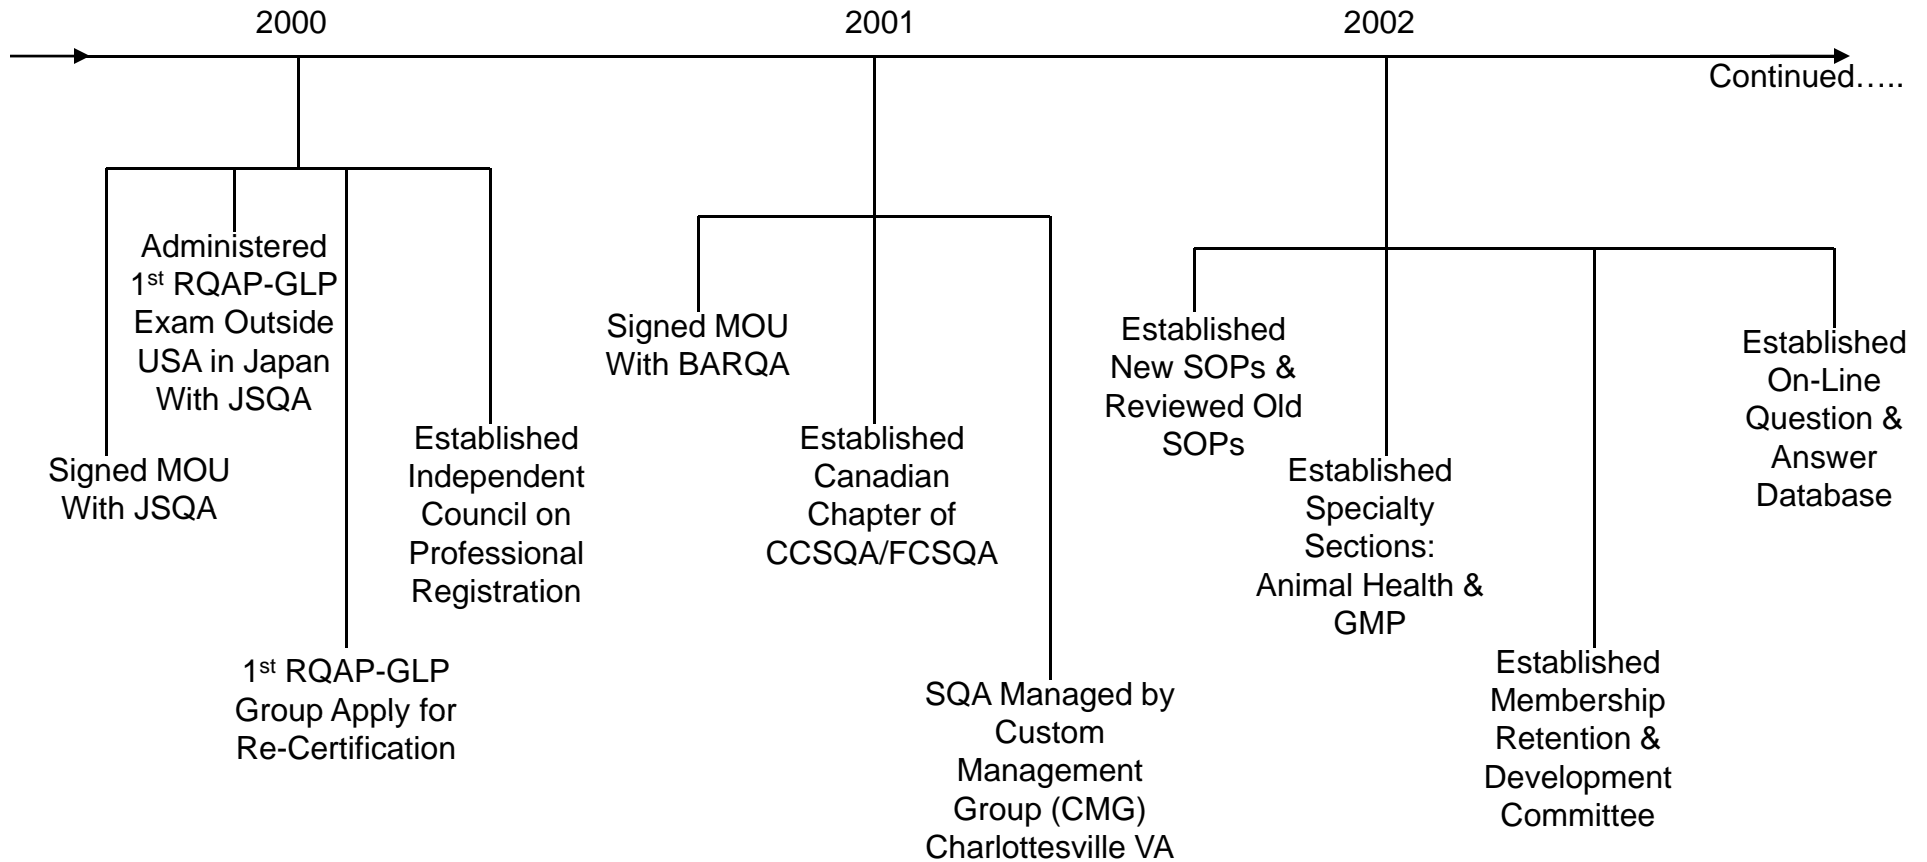 2000
2001
2002
Continued…..
Signed MOU
With JSQA
Administered
1st RQAP-GLP
Exam Outside
USA in Japan
With JSQA
1st RQAP-GLP
Group Apply for
Re-Certification
Established
Independent
Council on
Professional
Registration
Signed MOU
With BARQA
Established
Canadian
Chapter of
CCSQA/FCSQA
SQA Managed by
Custom
Management
Group (CMG)
Charlottesville VA
Established
New SOPs &
Reviewed Old
SOPs
Established
Specialty
Sections:
Animal Health &
GMP
Established
Membership
Retention &
Development
Committee
Established
On-Line
Question &
Answer
Database